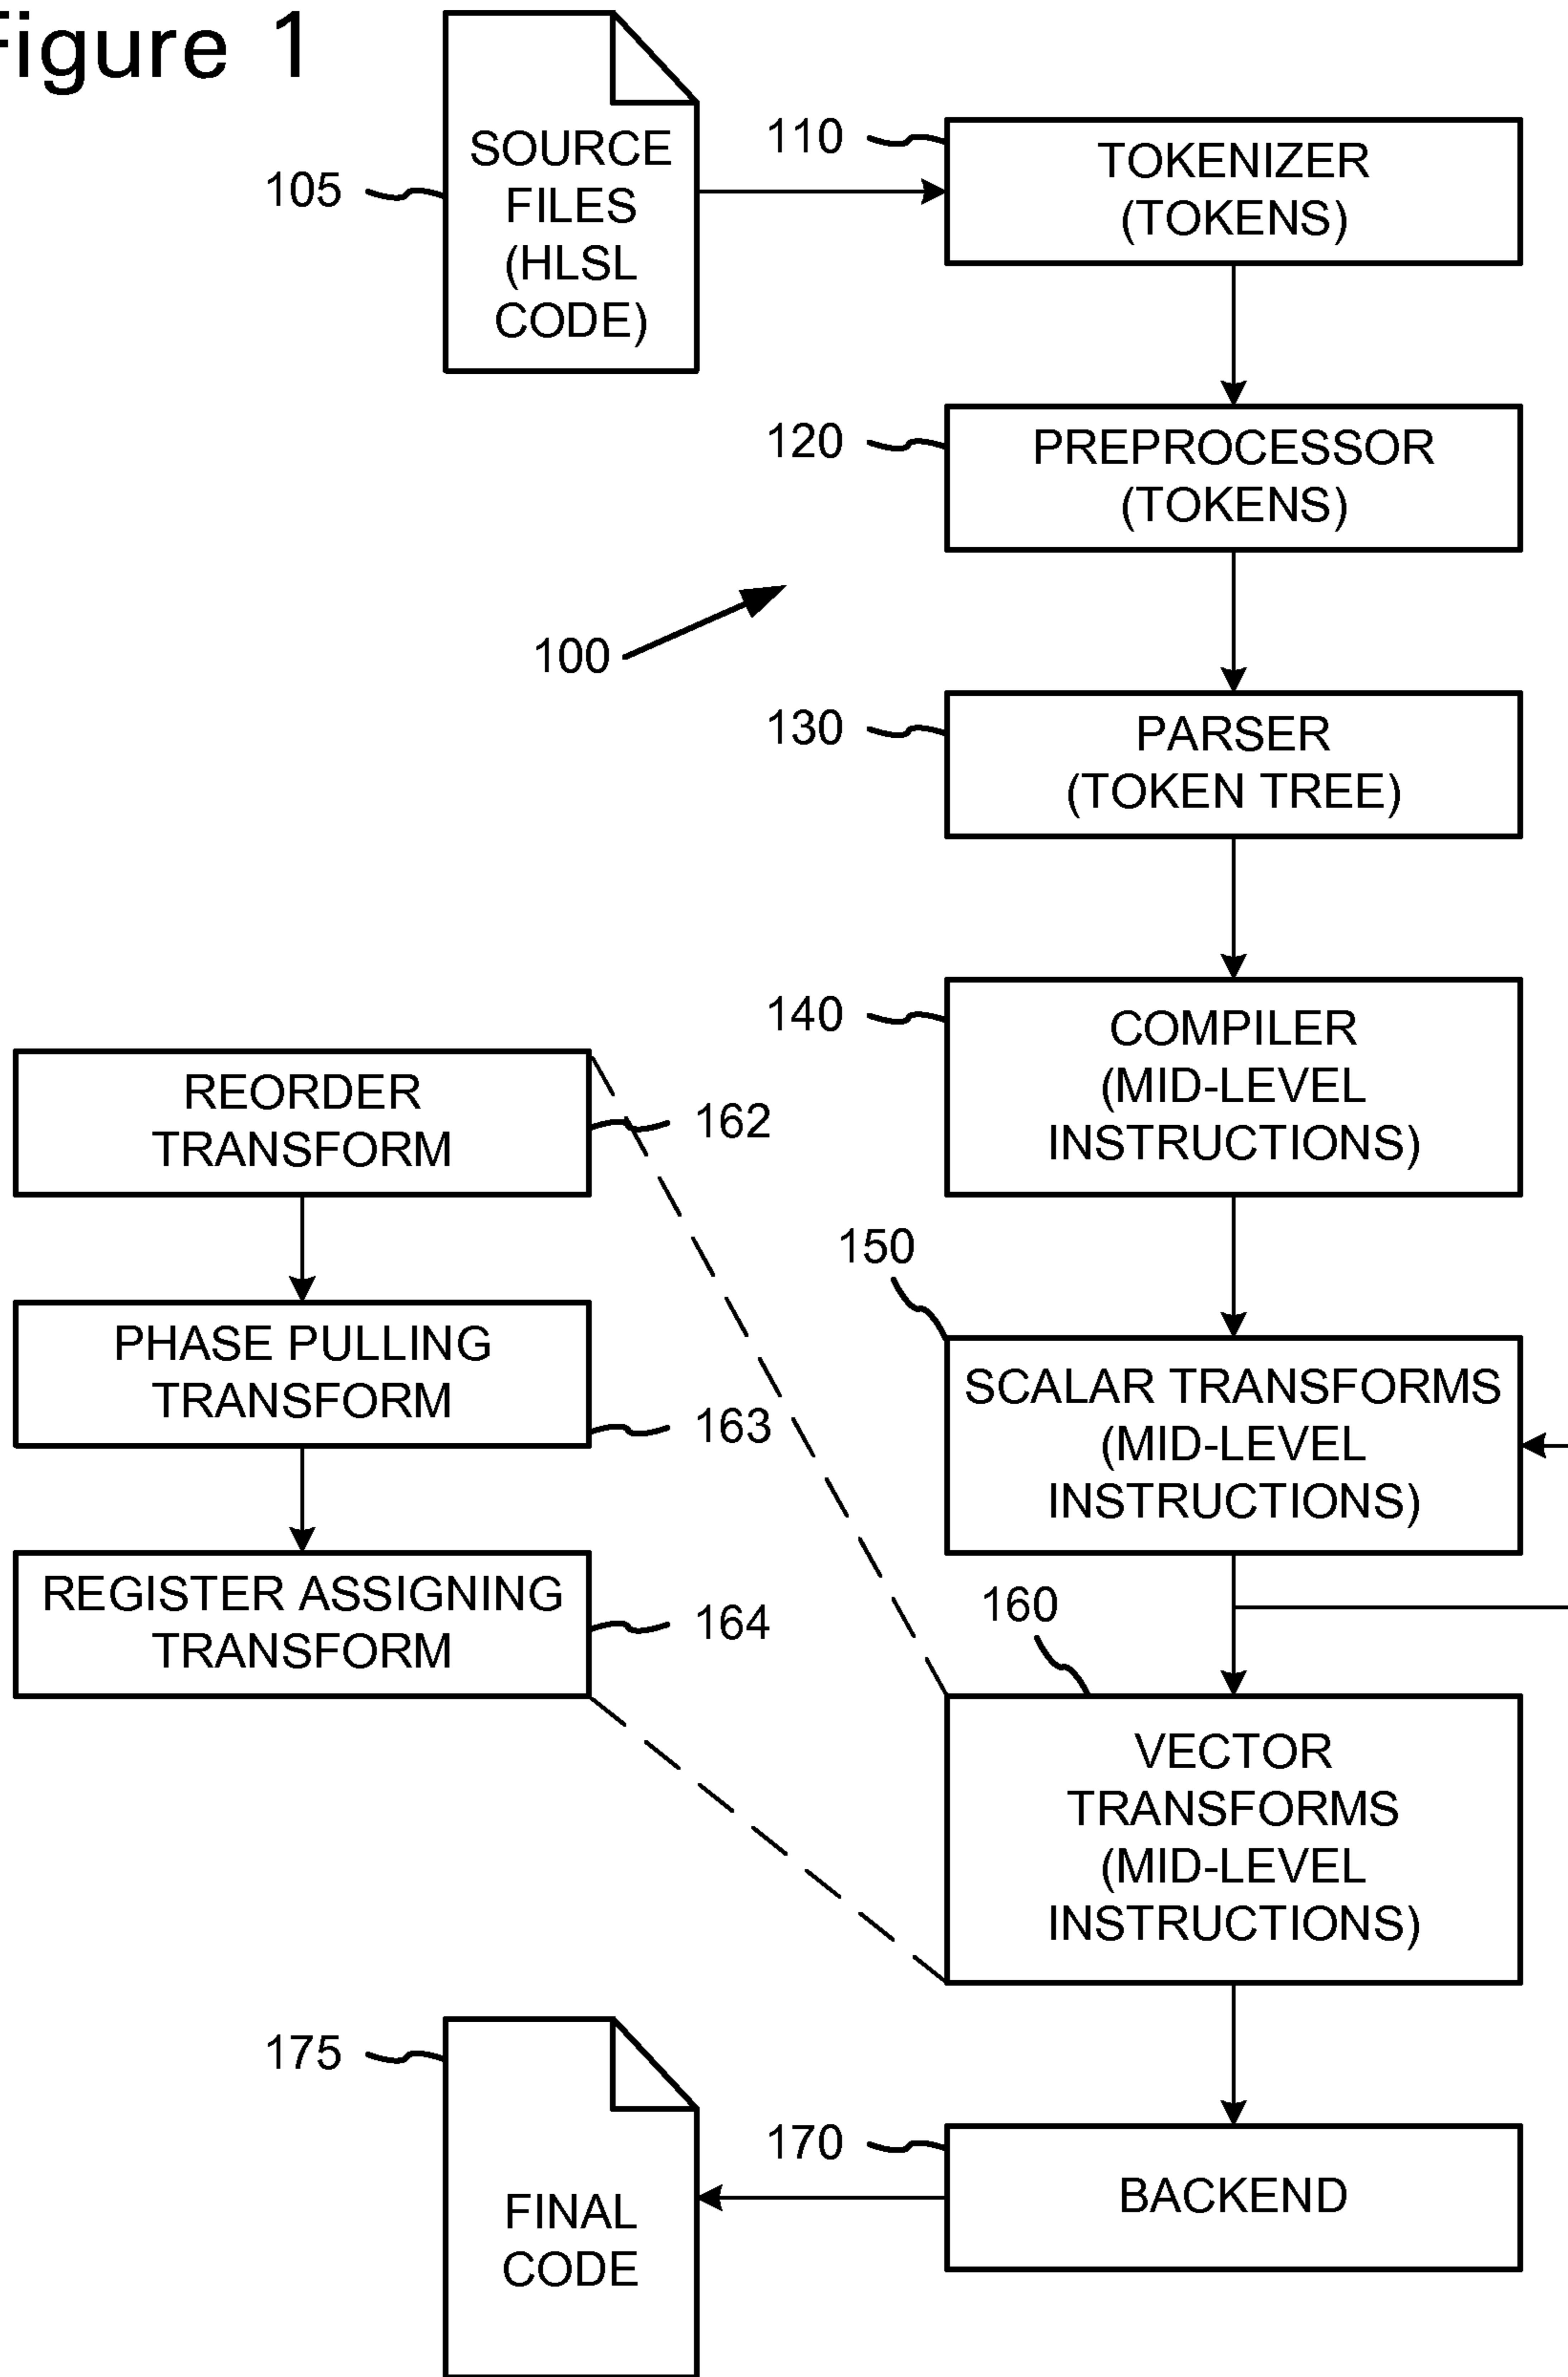 Figure 1
SOURCE
FILES
(HLSL
CODE)
105
110
TOKENIZER
(TOKENS)
120
PREPROCESSOR
(TOKENS)
100
130
PARSER
(TOKEN TREE)
140
COMPILER
(MID-LEVEL
INSTRUCTIONS)
REORDER
TRANSFORM
162
150
SCALAR TRANSFORMS
(MID-LEVEL
INSTRUCTIONS)
PHASE PULLING
TRANSFORM
163
REGISTER ASSIGNING
TRANSFORM
164
160
VECTOR
TRANSFORMS
(MID-LEVEL
INSTRUCTIONS)
175
170
BACKEND
FINAL
CODE